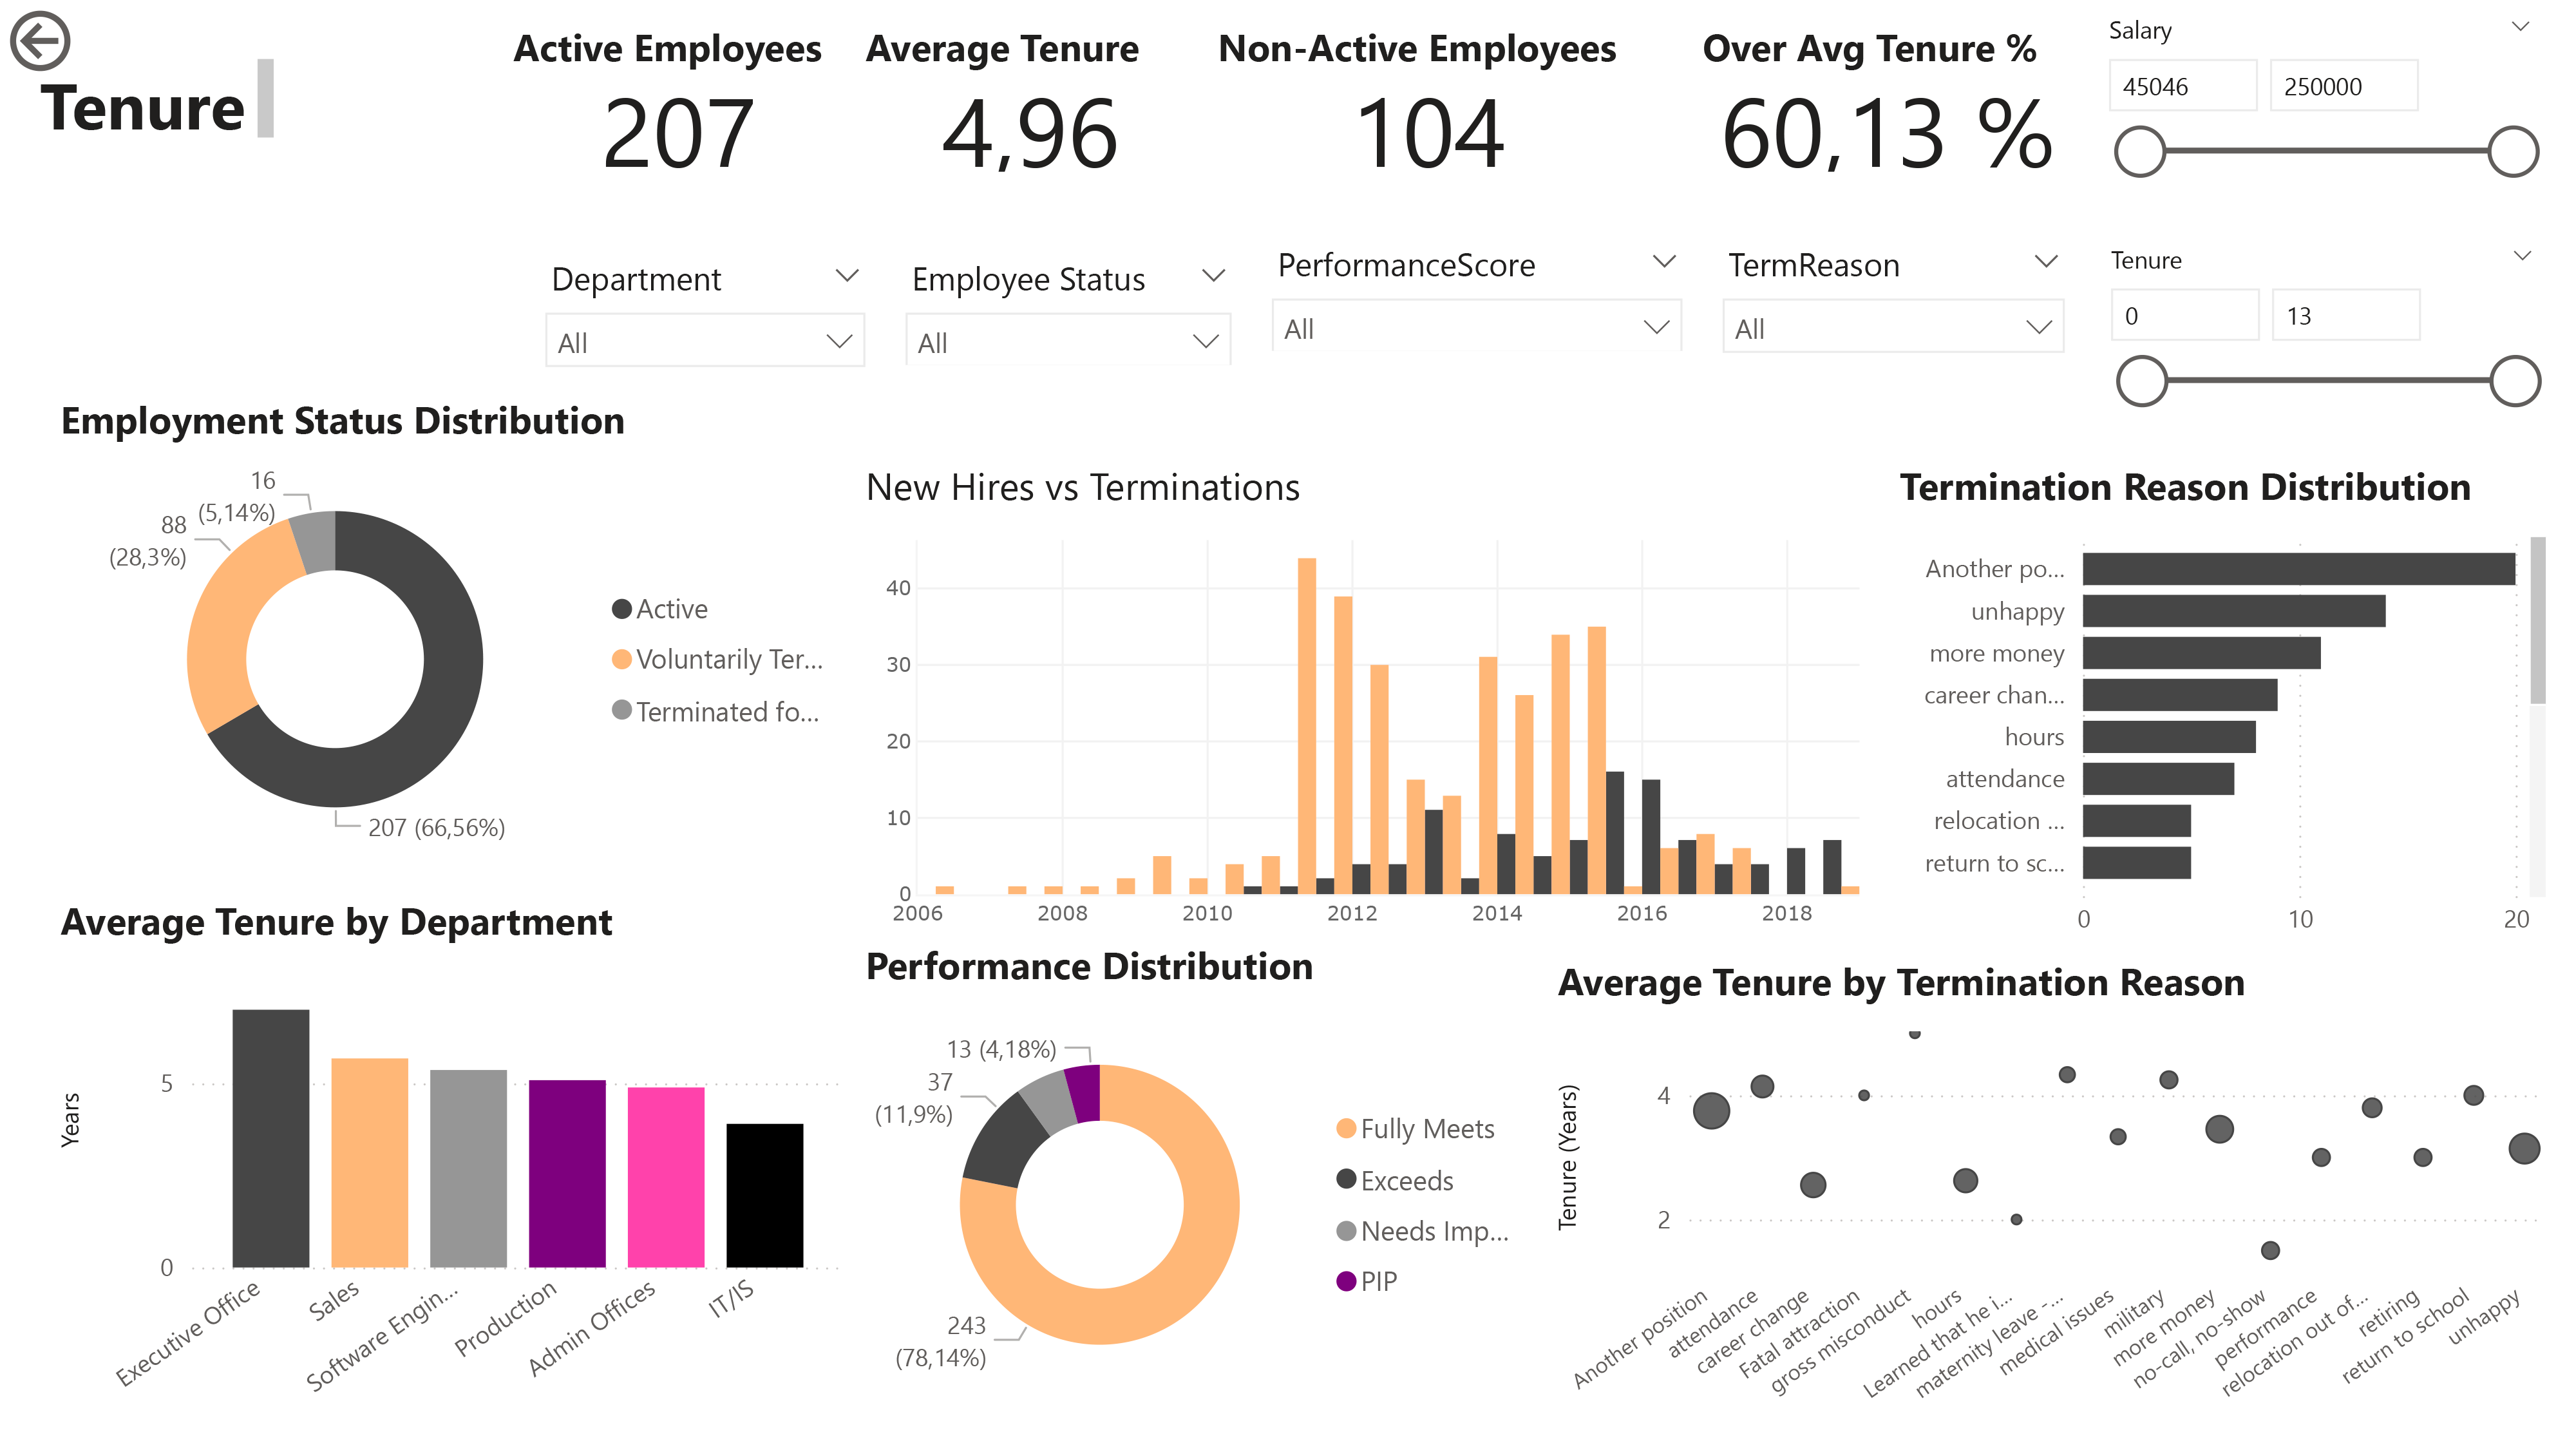 Tenure
Active Employees
207
Average Tenure
4,96
Non-Active Employees
104
Over Avg Tenure %
60,13 %
Salary
45046
250000
Department
All
Employee Status
All
PerformanceScore
All
TermReason
All
Tenure
0
13
Employment Status Distribution
16
(5,14%)
88
(28,3%)
207 (66,56%)
Active
Voluntarily Ter...
Terminated fo...
New Hires vs Terminations
40
30
20
10
0
2006
2008
2010
2012
2014
2016
2018
Termination Reason Distribution
Another po...
unhappy
more money
career chan...
hours
attendance
relocation ...
return to sc...
0
10
20
Average Tenure by Department
Years
5
0
Executive Office
Sales
Software Engin...
Production
Admin Offices
IT/IS
Performance Distribution
13 (4,18%)
37
(11,9%)
243
(78,14%)
Fully Meets
Exceeds
Needs Imp...
PIP
Average Tenure by Termination Reason
Tenure (Years)
4
2
Another position
attendance
career change
Fatal attraction
gross misconduct
hours
Learned that he i...
maternity leave -...
medical issues
military
more money
no-call, no-show
performance
relocation out of...
retiring
return to school
unhappy